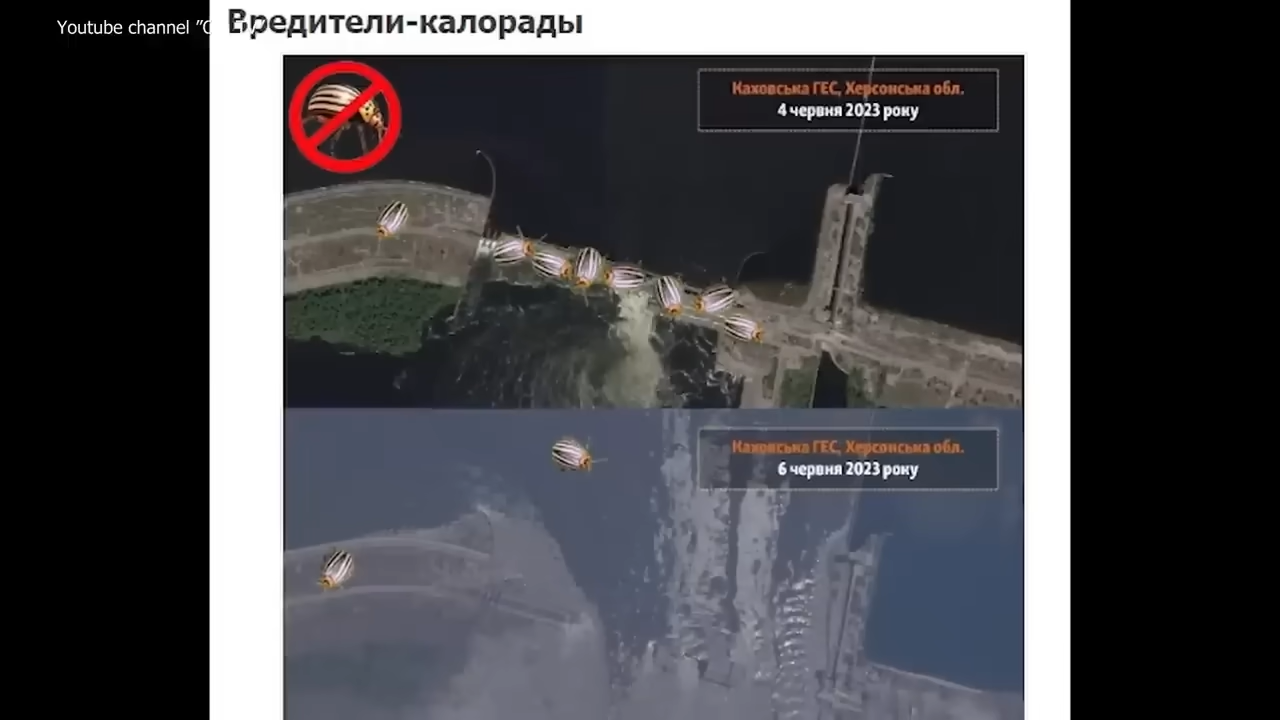 Youtube channel "O
Вредители-калорады
Каховська ГЕС, Херсонська обл.
4 червня 2023 року
Каховська ГЕС, Херсонська обл.
6 червня 2023 року